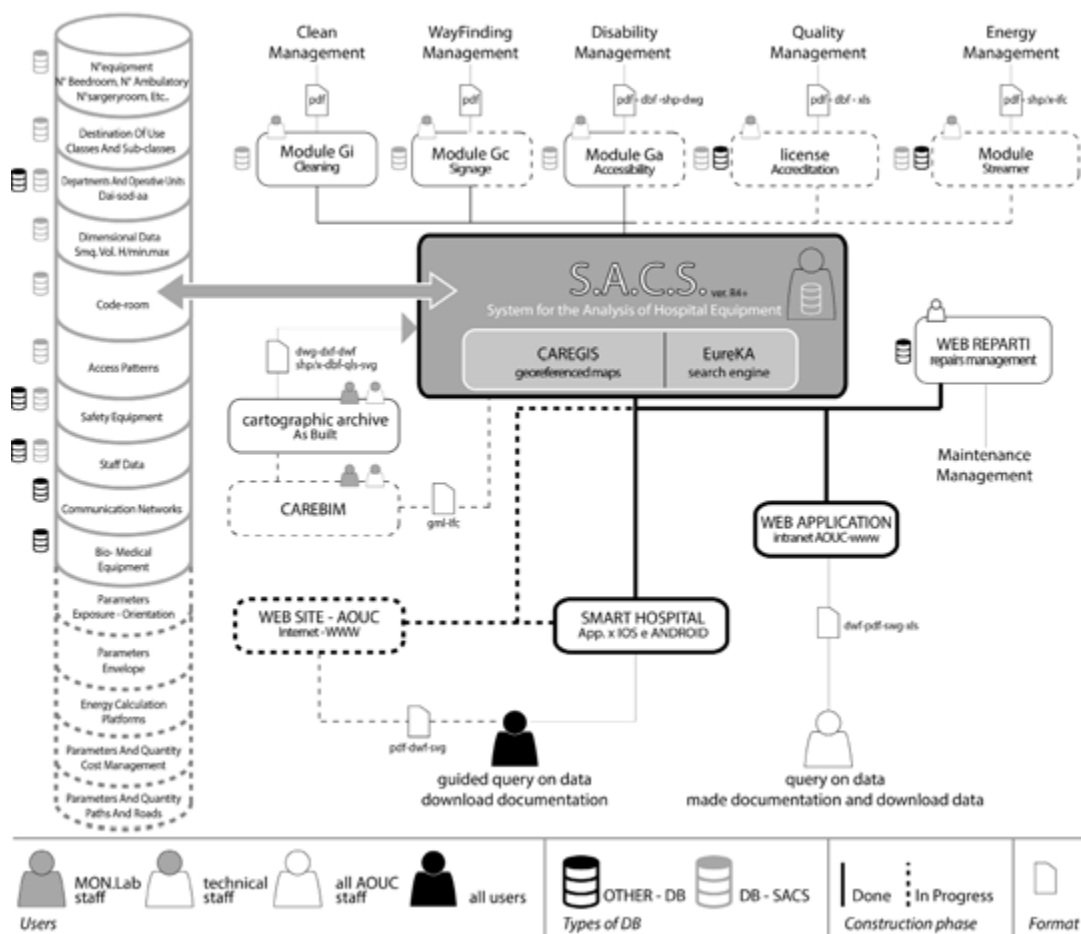 Clean
Management
WayFinding
Management
Disability
Management
Quality
Management
Energy
Management
pdf
pdf
pdf - dbf -shp-dwg
pdf - dbf - xls
pdf - shp/x-ifc
Module Gi
Cleaning
Module Gc
Signage
Module Ga
Accessibility
license
Accreditation
Module
Streamer
N°equipment
N° Beedroom, N° Ambulatory
N°sargeryroom, Etc..
Destination Of Use
Classes And Sub-classes
Departments And Operative Units
Dai-sod-aa
Dimensional Data
Smq. Vol. H/min.max
Code-room
Access Patterns
Safety Equipment
Staff Data
Communication Networks
Bio- Medical
Equipment
Parameters
Exposure - Orientation
Parameters
Envelope
Energy Calculation
Platforms
Parameters And Quantity
Cost Management
Parameters And Quantity
Paths And Roads
S.A.C.S. ver. R4+
System for the Analysis of Hospital Equipment
CAREGIS
georeferenced maps
EureKA
search engine
WEB REPARTI
repairs management
Maintenance
Management
dwg-dxf-dwf
shp/x-dbf-qls-svg
cartographic archive
As Built
CAREBIM
gml-ifc
WEB APPLICATION
intranet AOUC-www
WEB SITE - AOUC
Internet -WWW
SMART HOSPITAL
App. x IOS e ANDROID
dwf-pdf-swg-xls
pdf-dwf-svg
guided query on data
download documentation
query on data
made documentation and download data
MON.Lab
staff
technical
staff
all AOUC
staff
all users
Users
OTHER - DB
DB - SACS
Types of DB
Done
In Progress
Construction phase
Format